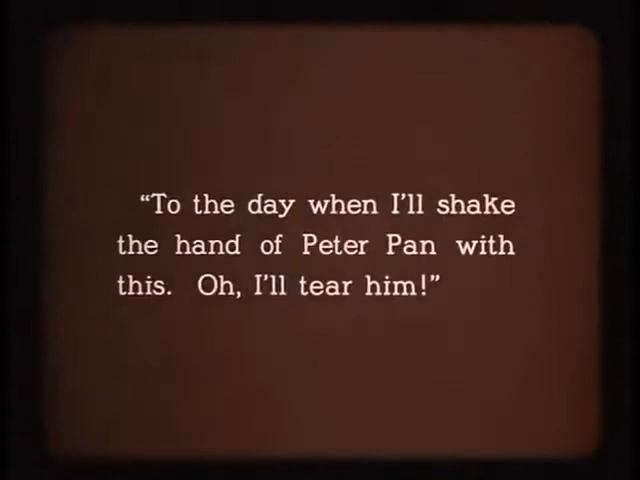 “To the day when I'll shake
the hand of Peter Pan with
this. Oh, I'll tear him!”